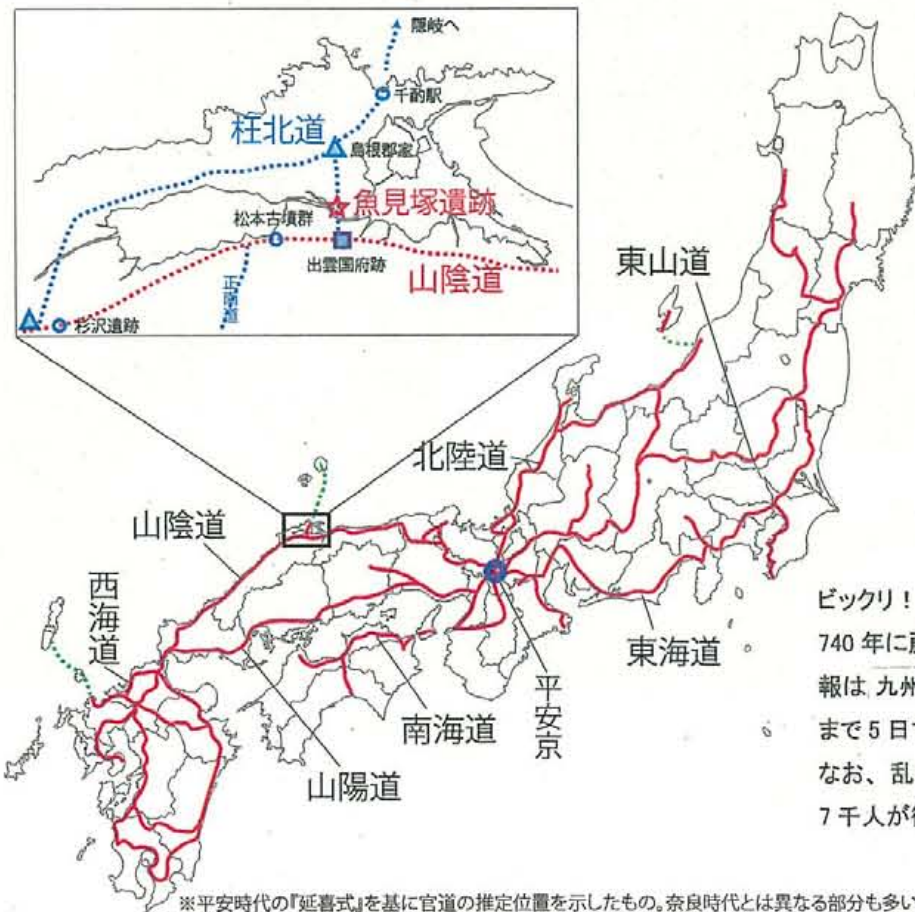 隠岐へ
千酌駅
枉北道
島根郡家
魚見塚遺跡
松本古墳群
出雲国府跡
山陰道
正南道
杉沢遺跡
東山道
北陸道
山陰道
西海道
東海道
平安京
南海道
山陽道
ビックリ!
740年に
報は、九州
まで5日
なお、乱
7千人が
※平安時代の『延喜式』を基に官道の推定位置を示したもの。奈良時代とは異なる部分も多い